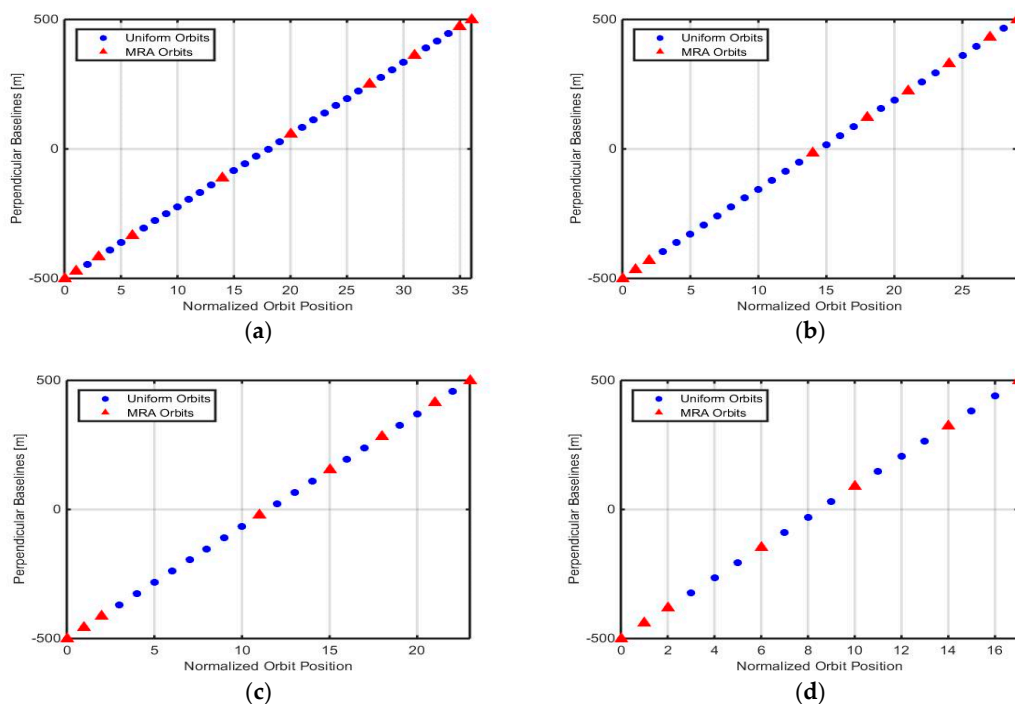 500
0
-500
Perpendicular Baselines [m]
Uniform Orbits
MRA Orbits
0 5 10 15 20 25 30 35
Normalized Orbit Position
(a)
500
0
-500
Perpendicular Baselines [m]
Uniform Orbits
MRA Orbits
0 5 10 15 20 25
Normalized Orbit Position
(b)
500
0
-500
Perpendicular Baselines [m]
Uniform Orbits
MRA Orbits
0 5 10 15 20
Normalized Orbit Position
(c)
500
0
-500
Perpendicular Baselines [m]
Uniform Orbits
MRA Orbits
0 2 4 6 8 10 12 14 16
Normalized Orbit Position
(d)